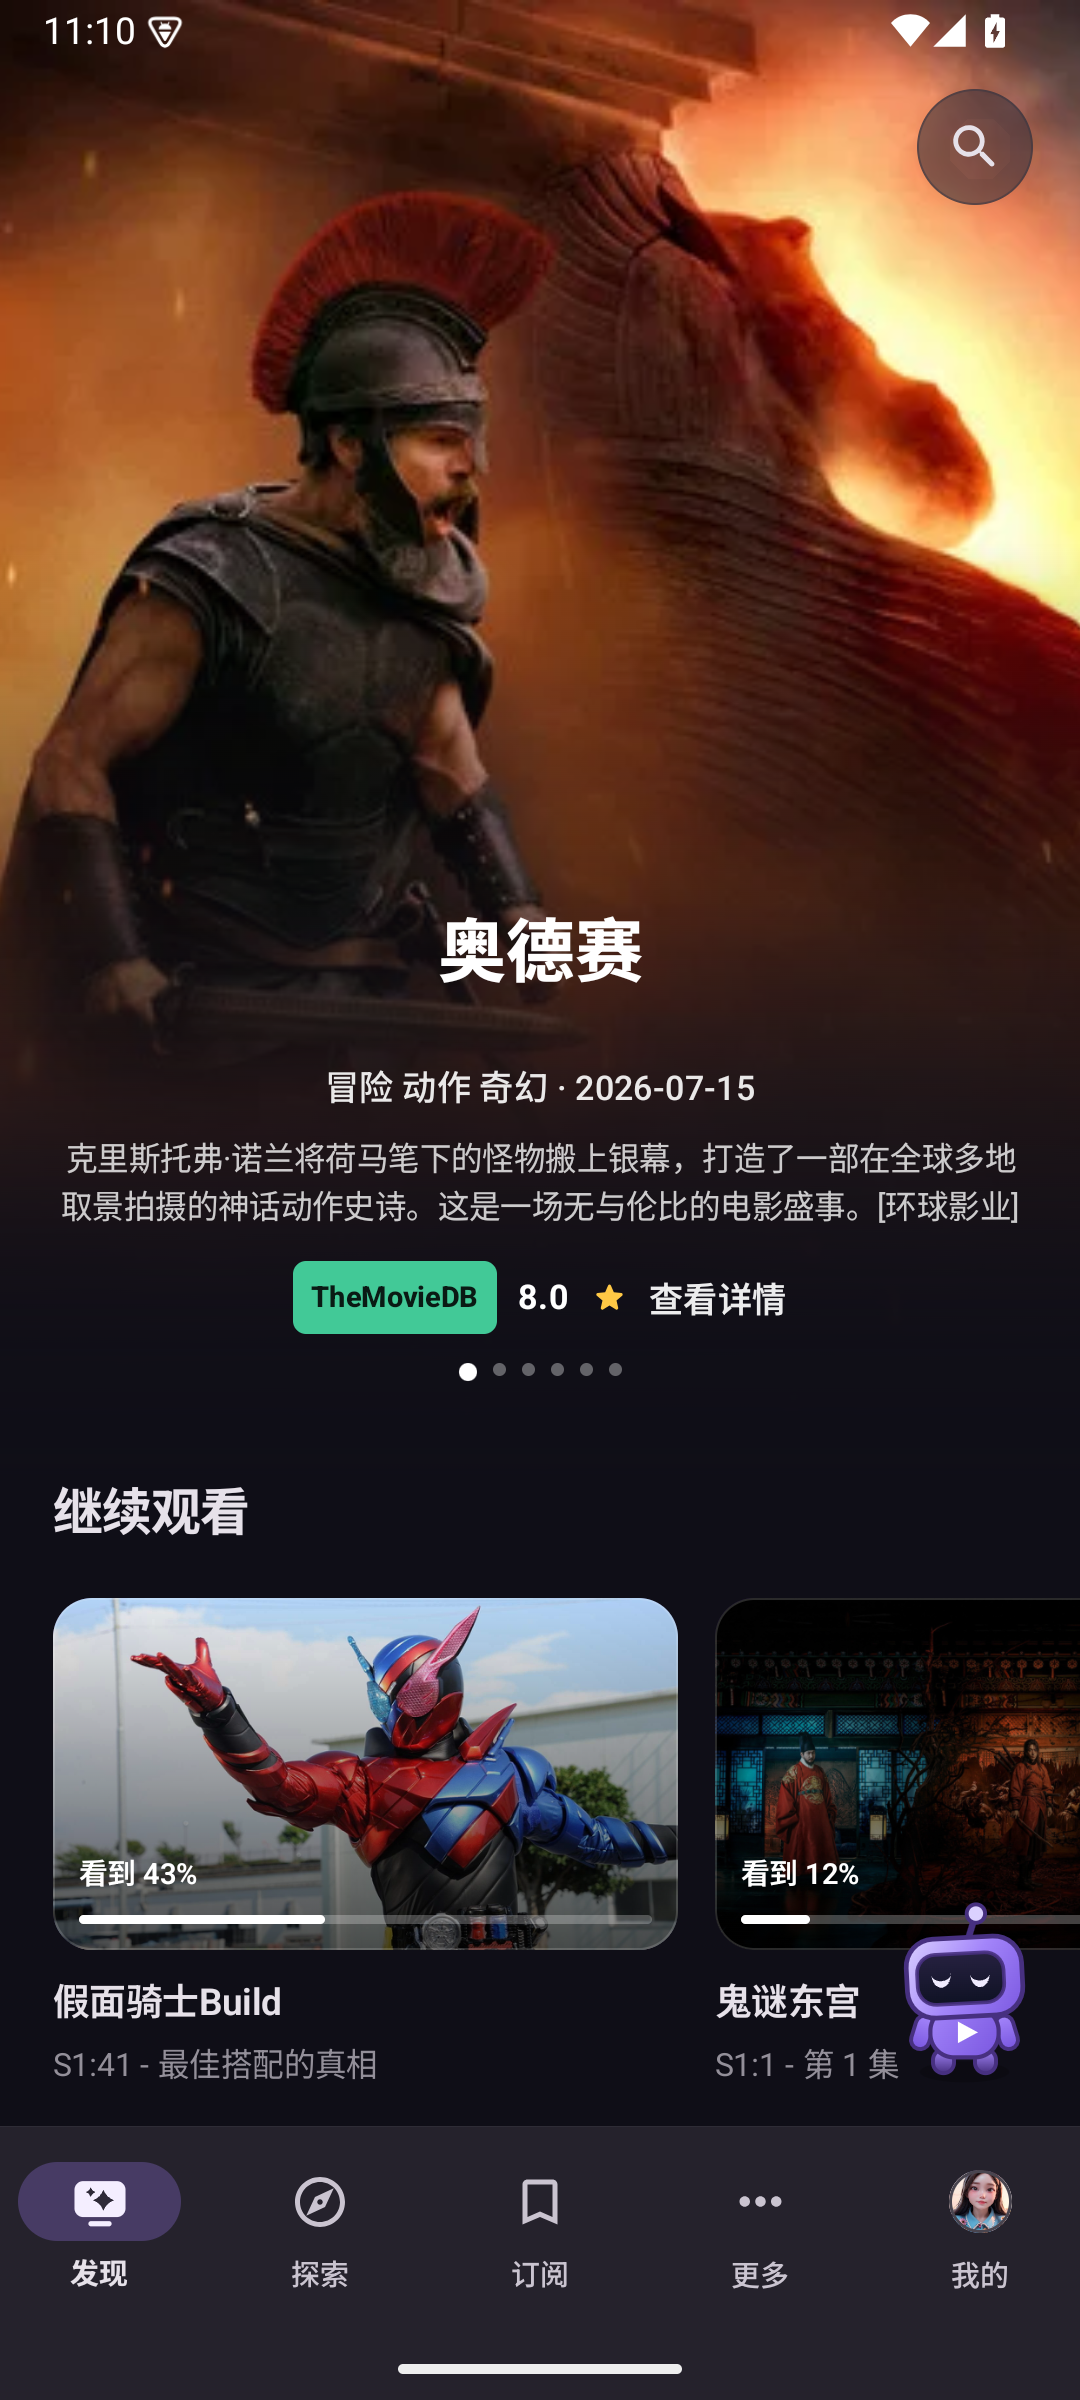 11:10
奥德赛
冒险 动作 奇幻 · 2026-07-15
克里斯托弗·诺兰将荷马笔下的怪物搬上银幕，打造了一部在全球多地
取景拍摄的神话动作史诗。这是一场无与伦比的电影盛事。[环球影业]
TheMovieDB 8.0 查看详情
继续观看
看到 43%
看到 12%
假面骑士Build
鬼谜东宫
S1:41 - 最佳搭配的真相
S1:1 - 第 1 集
发现
探索
订阅
更多
我的